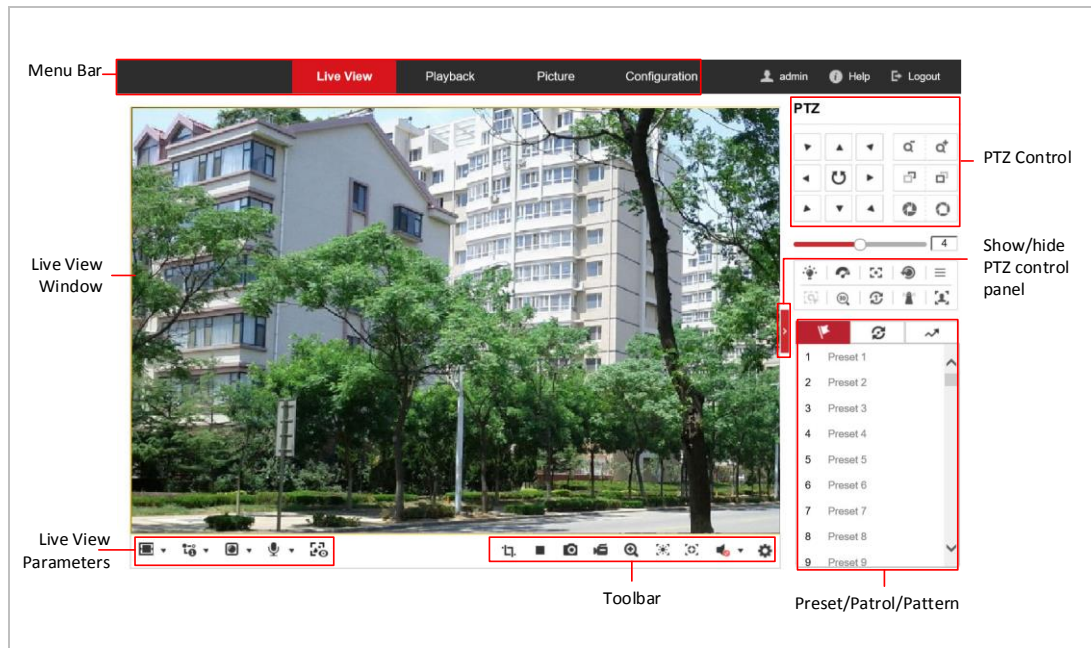 Menu Bar
Live View Playback Picture Configuration admin Help Logout
PTZ
PTZ Control
4
Show/hide
PTZ control
panel
Live View
Window
1 Preset 1
2 Preset 2
3 Preset 3
4 Preset 4
5 Preset 5
6 Preset 6
7 Preset 7
8 Preset 8
9 Preset 9
Live View
Parameters
Toolbar
Preset/Patrol/Pattern